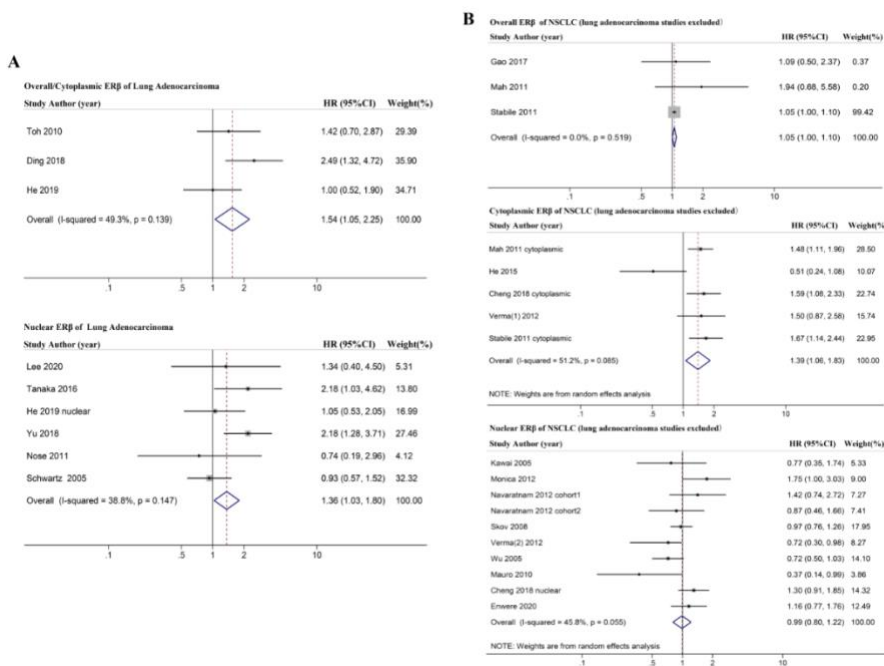 A
Overall/Cytoplasmic ERβ of Lung Adenocarcinoma
Study Author (year) HR (95%CI) Weight(%)
Toh 2010 1.42 (0.70, 2.87) 29.39
Ding 2018 2.49 (1.32, 4.72) 35.90
He 2019 1.00 (0.52, 1.90) 34.71
Overall (I-squared = 49.3%, p = 0.139) 1.54 (1.05, 2.25) 100.00
.1 .5 1 2 10
Nuclear ERβ of Lung Adenocarcinoma
Study Author (year) HR (95%CI) Weight(%)
Lee 2020 1.34 (0.40, 4.50) 5.31
Tanaka 2016 2.18 (1.03, 4.62) 13.80
He 2019 nuclear 1.05 (0.53, 2.05) 16.99
Yu 2018 2.18 (1.28, 3.71) 27.46
Nose 2011 0.74 (0.19, 2.96) 4.12
Schwartz 2005 0.93 (0.57, 1.52) 32.32
Overall (I-squared = 38.8%, p = 0.147) 1.36 (1.03, 1.80) 100.00
.1 .5 1 2 10
B
Overall ERβ of NSCLC (lung adenocarcinoma studies excluded)
Study Author (year) HR (95%CI) Weight(%)
Gao 2017 1.09 (0.50, 2.37) 0.37
Mah 2011 1.94 (0.68, 5.58) 0.20
Stabile 2011 1.05 (1.00, 1.10) 99.42
Overall (I-squared = 0.0%, p = 0.519) 1.05 (1.00, 1.10) 100.00
.1 .5 1 2 10
Cytoplasmic ERβ of NSCLC (lung adenocarcinoma studies excluded)
Study Author (year) HR (95%CI) Weight(%)
Mah 2011 cytoplasmic 1.48 (1.11, 1.96) 28.50
He 2015 0.51 (0.24, 1.08) 10.07
Cheng 2018 cytoplasmic 1.59 (1.08, 2.33) 22.74
Verma(1) 2012 1.50 (0.87, 2.58) 15.74
Stabile 2011 cytoplasmic 1.67 (1.14, 2.44) 22.95
Overall (I-squared = 51.2%, p = 0.085) 1.39 (1.06, 1.83) 100.00
NOTE: Weights are from random effects analysis
.1 .5 1 2 10
Nuclear ERβ of NSCLC (lung adenocarcinoma studies excluded)
Study Author (year) HR (95%CI) Weight(%)
Kawai 2005 0.77 (0.35, 1.74) 5.33
Monica 2012 1.75 (1.00, 3.03) 9.00
Navaratnam 2012 cohort1 1.42 (0.74, 2.72) 7.27
Navaratnam 2012 cohort2 0.87 (0.46, 1.66) 7.41
Skov 2008 0.97 (0.76, 1.26) 17.95
Verma(2) 2012 0.72 (0.30, 0.98) 8.27
Wu 2005 0.72 (0.50, 1.03) 14.10
Mauro 2010 0.37 (0.14, 0.99) 3.86
Cheng 2018 nuclear 1.30 (0.91, 1.85) 14.32
Enwere 2020 1.16 (0.77, 1.76) 12.49
Overall (I-squared = 45.8%, p = 0.055) 0.99 (0.80, 1.22) 100.00
NOTE: Weights are from random effects analysis
.1 .5 1 2 10